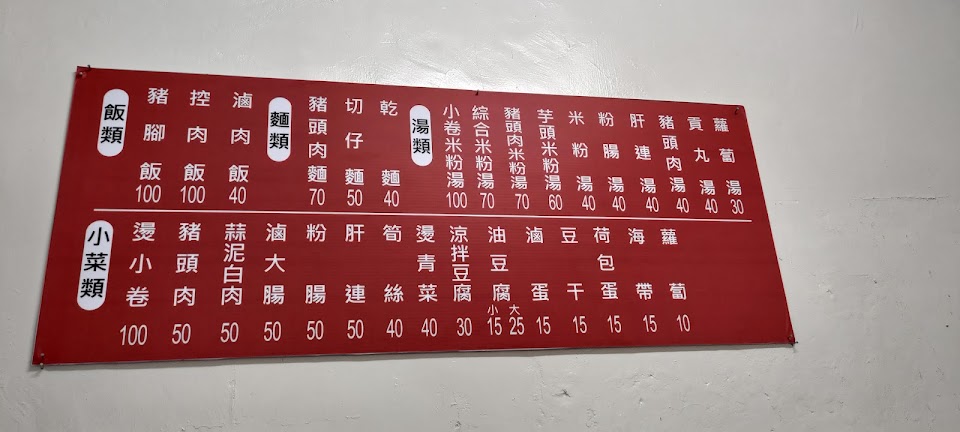 飯類
豬腳飯 100
控肉飯 100
滷肉飯 40
麵類
豬頭肉麵 70
切仔麵 50
乾麵 40
湯類
小卷米粉湯 100
綜合米粉湯 70
豬頭肉米粉湯 70
芋頭米粉湯 60
米粉湯 40
粉腸湯 40
肝連湯 40
豬頭肉湯 40
貢丸湯 40
蘿蔔湯 30
小菜類
燙小卷 100
豬頭肉 50
蒜泥白肉 50
滷大腸 50
粉腸 50
肝連 50
筍絲 40
燙青菜 40
涼拌豆腐 30
油豆腐 小15 大25
滷蛋 15
豆干 15
荷包蛋 15
海帶 15
蘿蔔 10